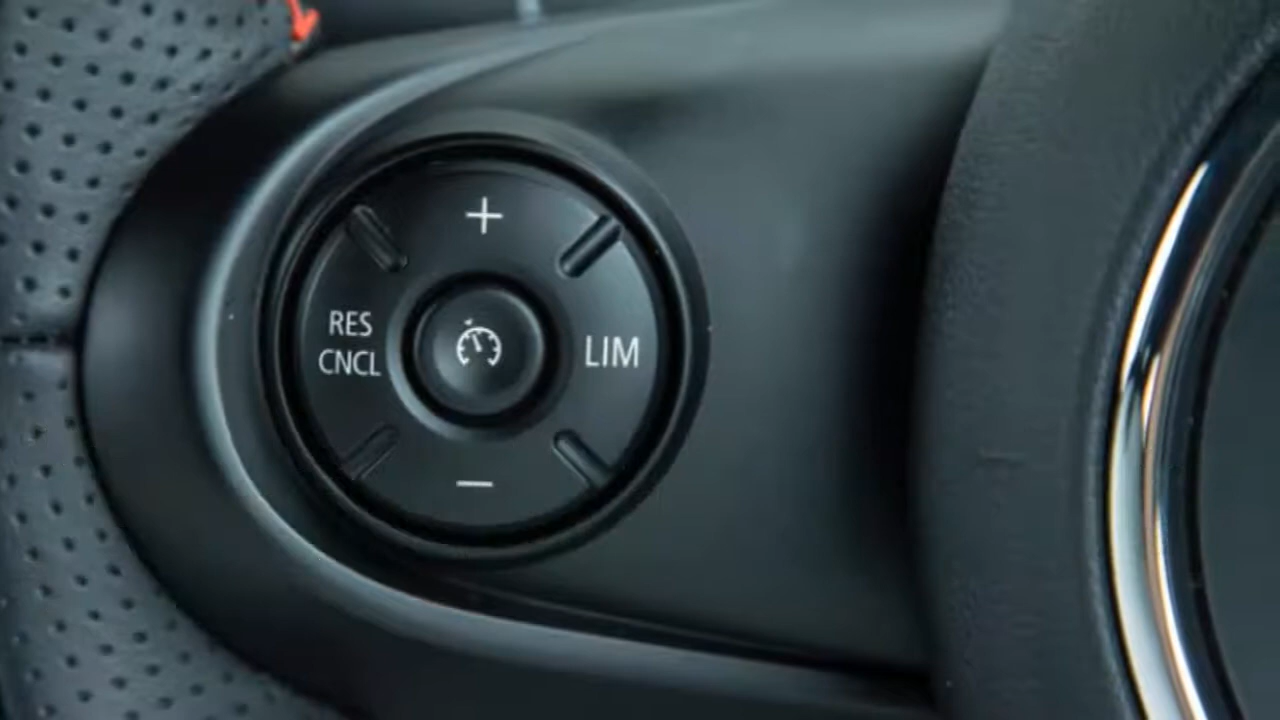 +
RES
CNCL
LIM
—